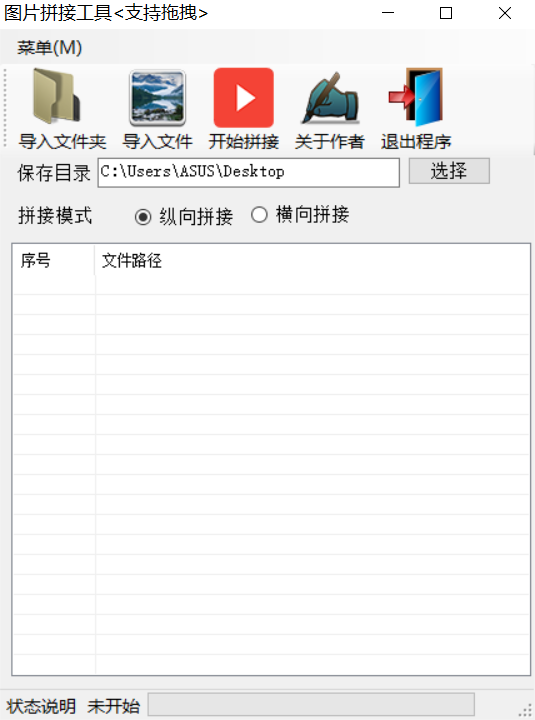 图片拼接工具<支持拖拽>
菜单(M)
导入文件夹 导入文件 开始拼接 关于作者 退出程序
保存目录 C:\Users\ASUS\Desktop 选择
拼接模式 纵向拼接 横向拼接
序号 文件路径
状态说明 未开始